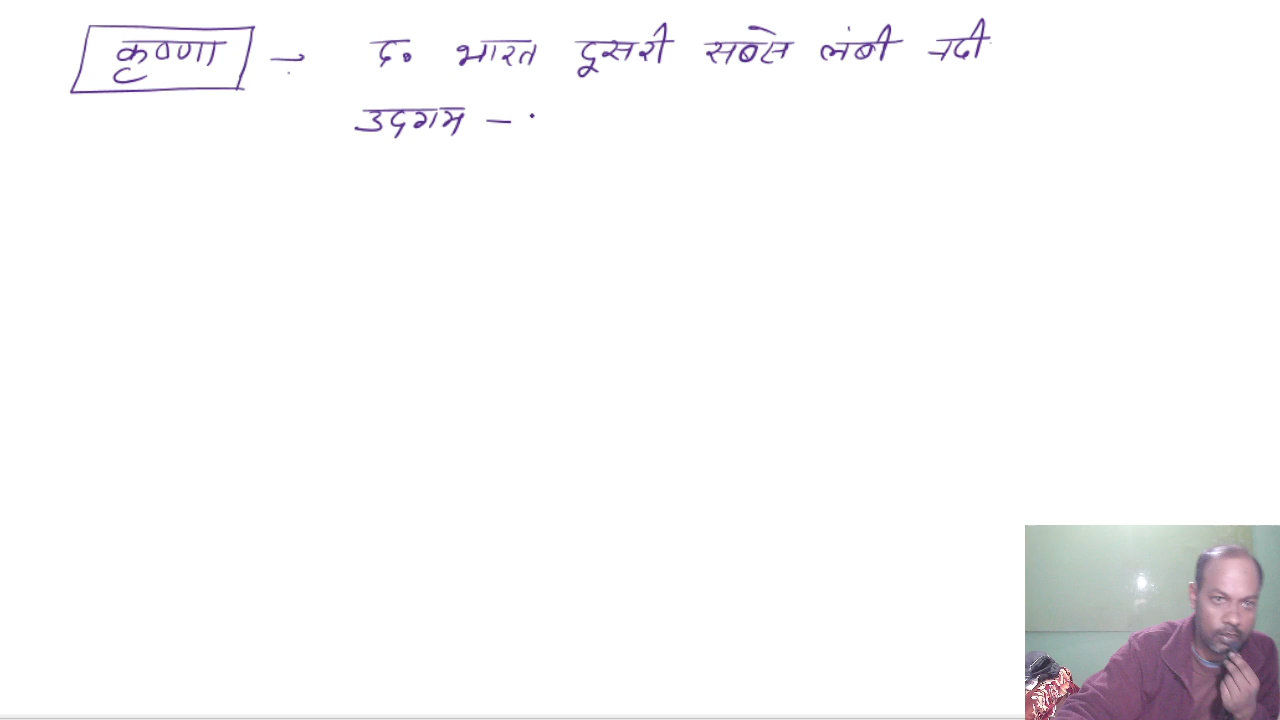 कृष्णा → द० भारत दूसरी सबसे लंबी नदी
उदगम -